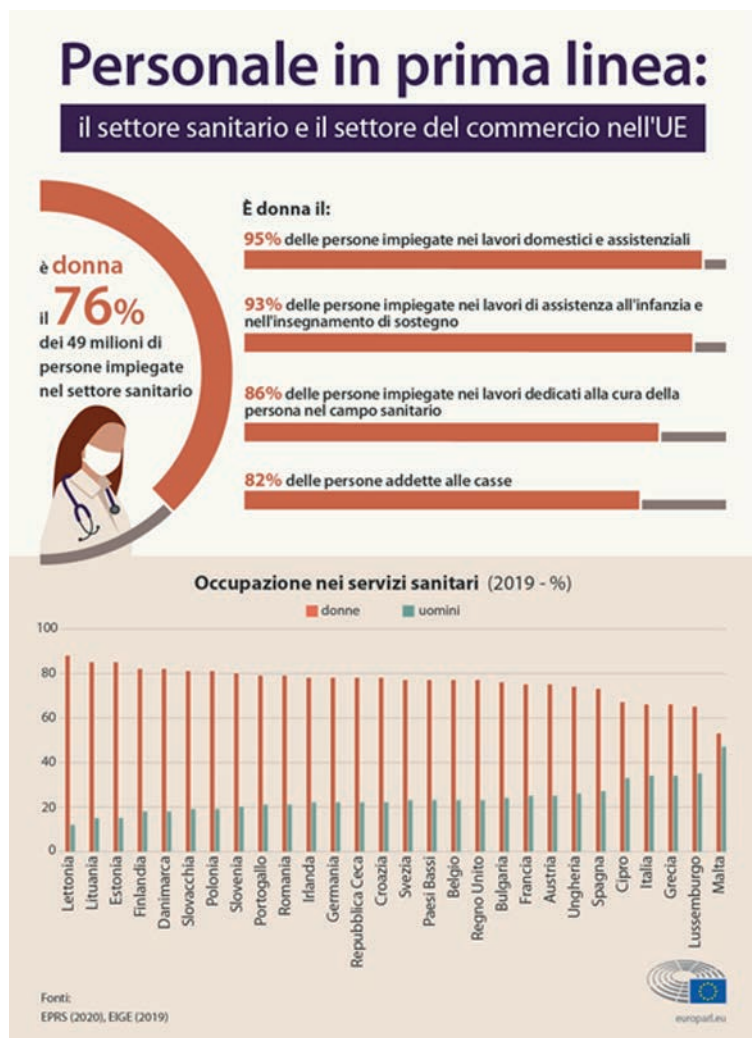 Personale in prima linea:
il settore sanitario e il settore del commercio nell'UE
è donna
il 76%
dei 49 milioni di
persone impiegate
nel settore sanitario
È donna il:
95% delle persone impiegate nei lavori domestici e assistenziali
93% delle persone impiegate nei lavori di assistenza all'infanzia e
nell'insegnamento di sostegno
86% delle persone impiegate nei lavori dedicati alla cura della
persona nel campo sanitario
82% delle persone addette alle casse
Occupazione nei servizi sanitari (2019 - %)
donne
uomini
100
80
60
40
20
0
Lettonia
Lituania
Estonia
Finlandia
Danimarca
Slovacchia
Polonia
Slovenia
Portogallo
Romania
Irlanda
Germania
Repubblica Ceca
Croazia
Svezia
Paesi Bassi
Belgio
Regno Unito
Bulgaria
Francia
Austria
Ungheria
Spagna
Cipro
Italia
Grecia
Lussemburgo
Malta
Fonti:
EPRS (2020), EIGE (2019)
europarl.eu